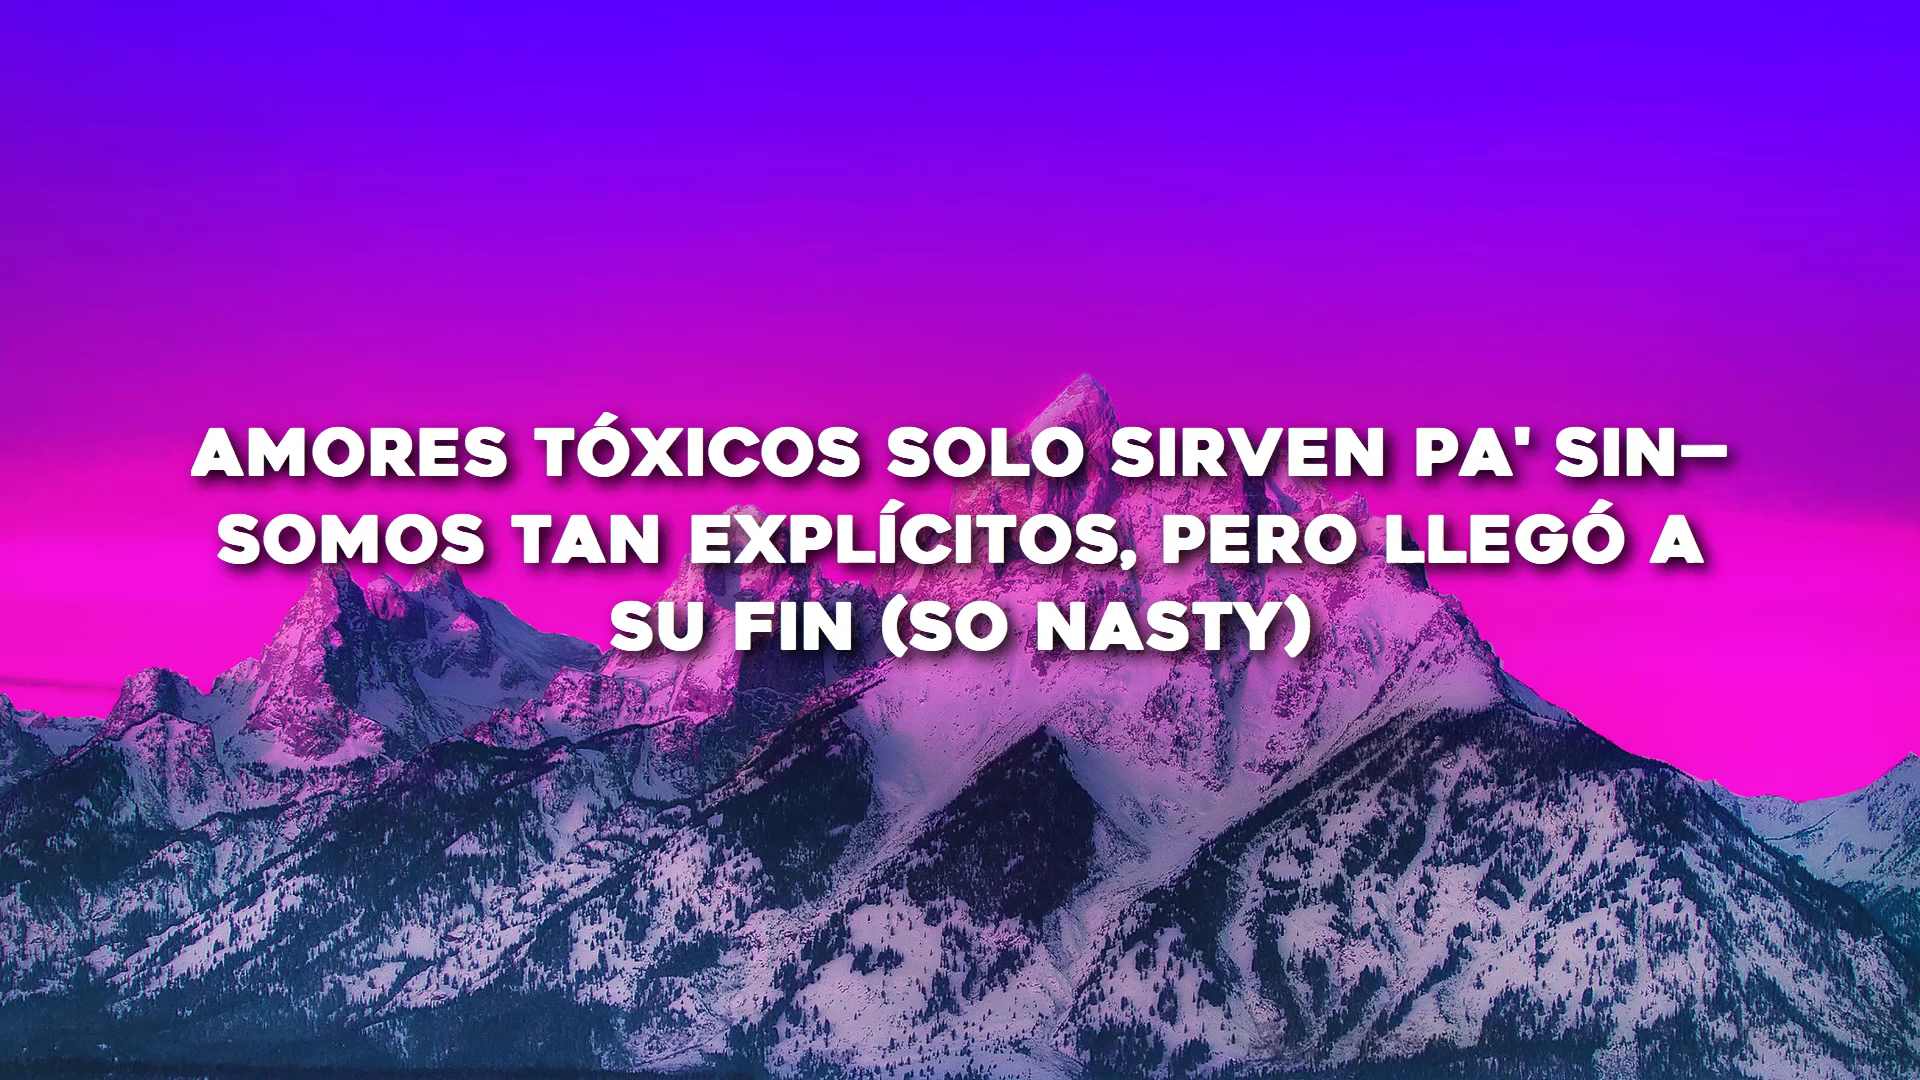 AMORES TÓXICOS SOLO SIRVEN PA' SIN—
SOMOS TAN EXPLÍCITOS, PERO LLEGÓ A
SU FIN (SO NASTY)